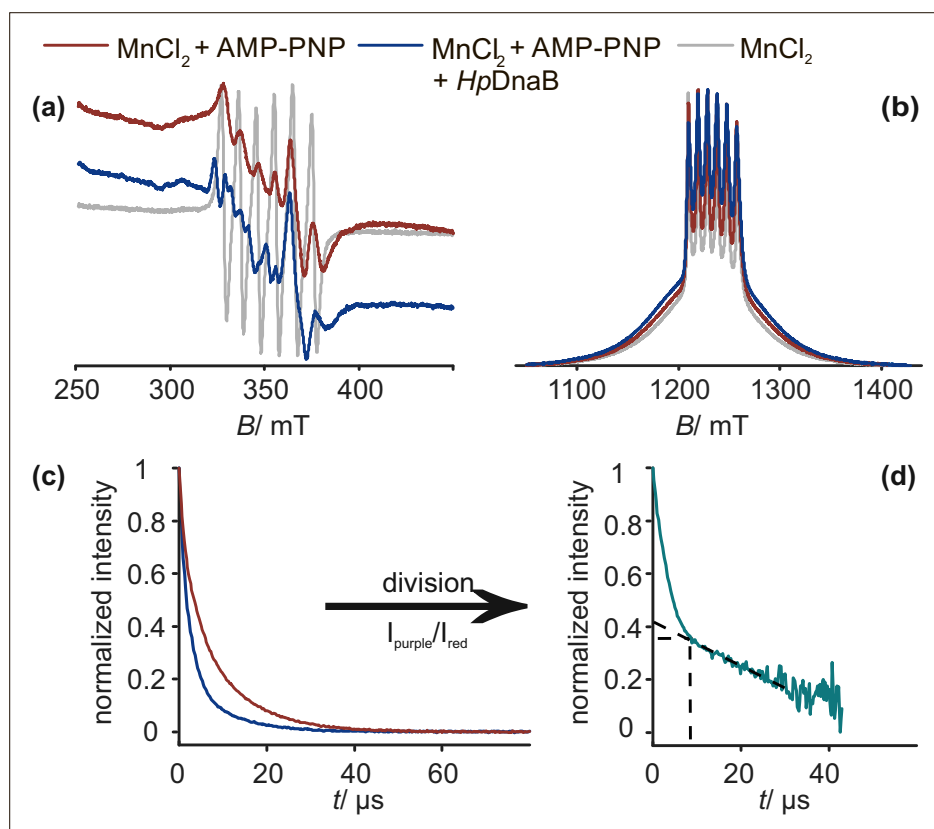 MnCl₂ + AMP-PNP MnCl₂ + AMP-PNP MnCl₂
+ HpDnaB
(a) (b)
250 300 350 400 1100 1200 1300 1400
B/ mT B/ mT
(c) (d)
normalized intensity
1
0.8
0.6
0.4
0.2
0
0 20 40 60
t/ µs
division
I_purple/I_red
normalized intensity
1
0.8
0.6
0.4
0.2
0
0 20 40
t/ µs